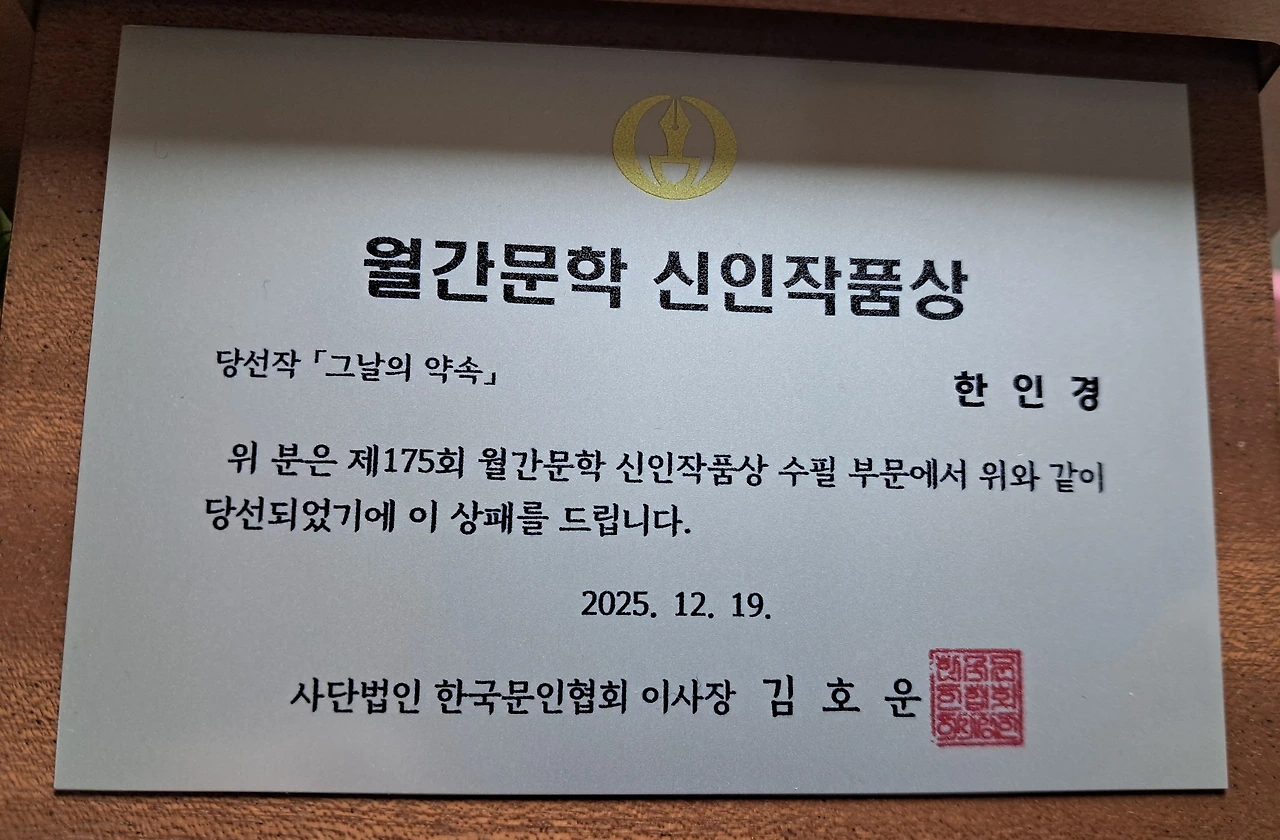 월간문학 신인작품상
당선작 「그날의 약속」
한 인 경
위 분은 제175회 월간문학 신인작품상 수필 부문에서 위와 같이
당선되었기에 이 상패를 드립니다.
2025. 12. 19.
사단법인 한국문인협회 이사장 김 호 운